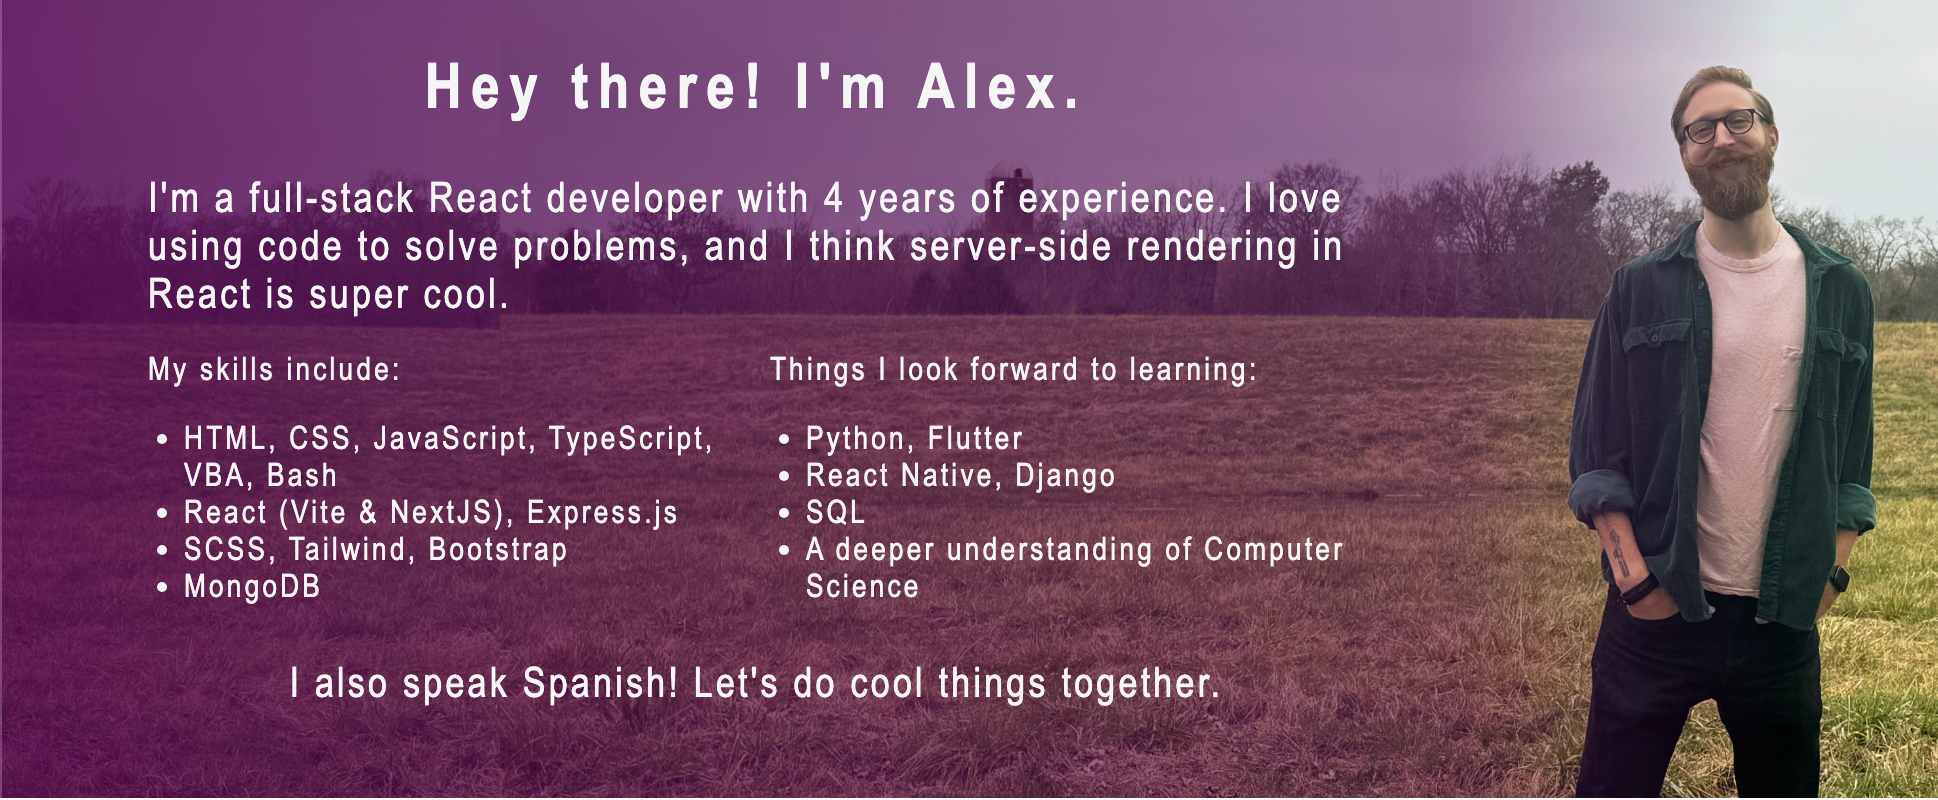 Hey there! I'm Alex.
I'm a full-stack React developer with 4 years of experience. I love
using code to solve problems, and I think server-side rendering in
React is super cool.
My skills include:
HTML, CSS, JavaScript, TypeScript,
VBA, Bash
React (Vite & NextJS), Express.js
SCSS, Tailwind, Bootstrap
MongoDB
Things I look forward to learning:
Python, Flutter
React Native, Django
SQL
A deeper understanding of Computer
Science
I also speak Spanish! Let's do cool things together.